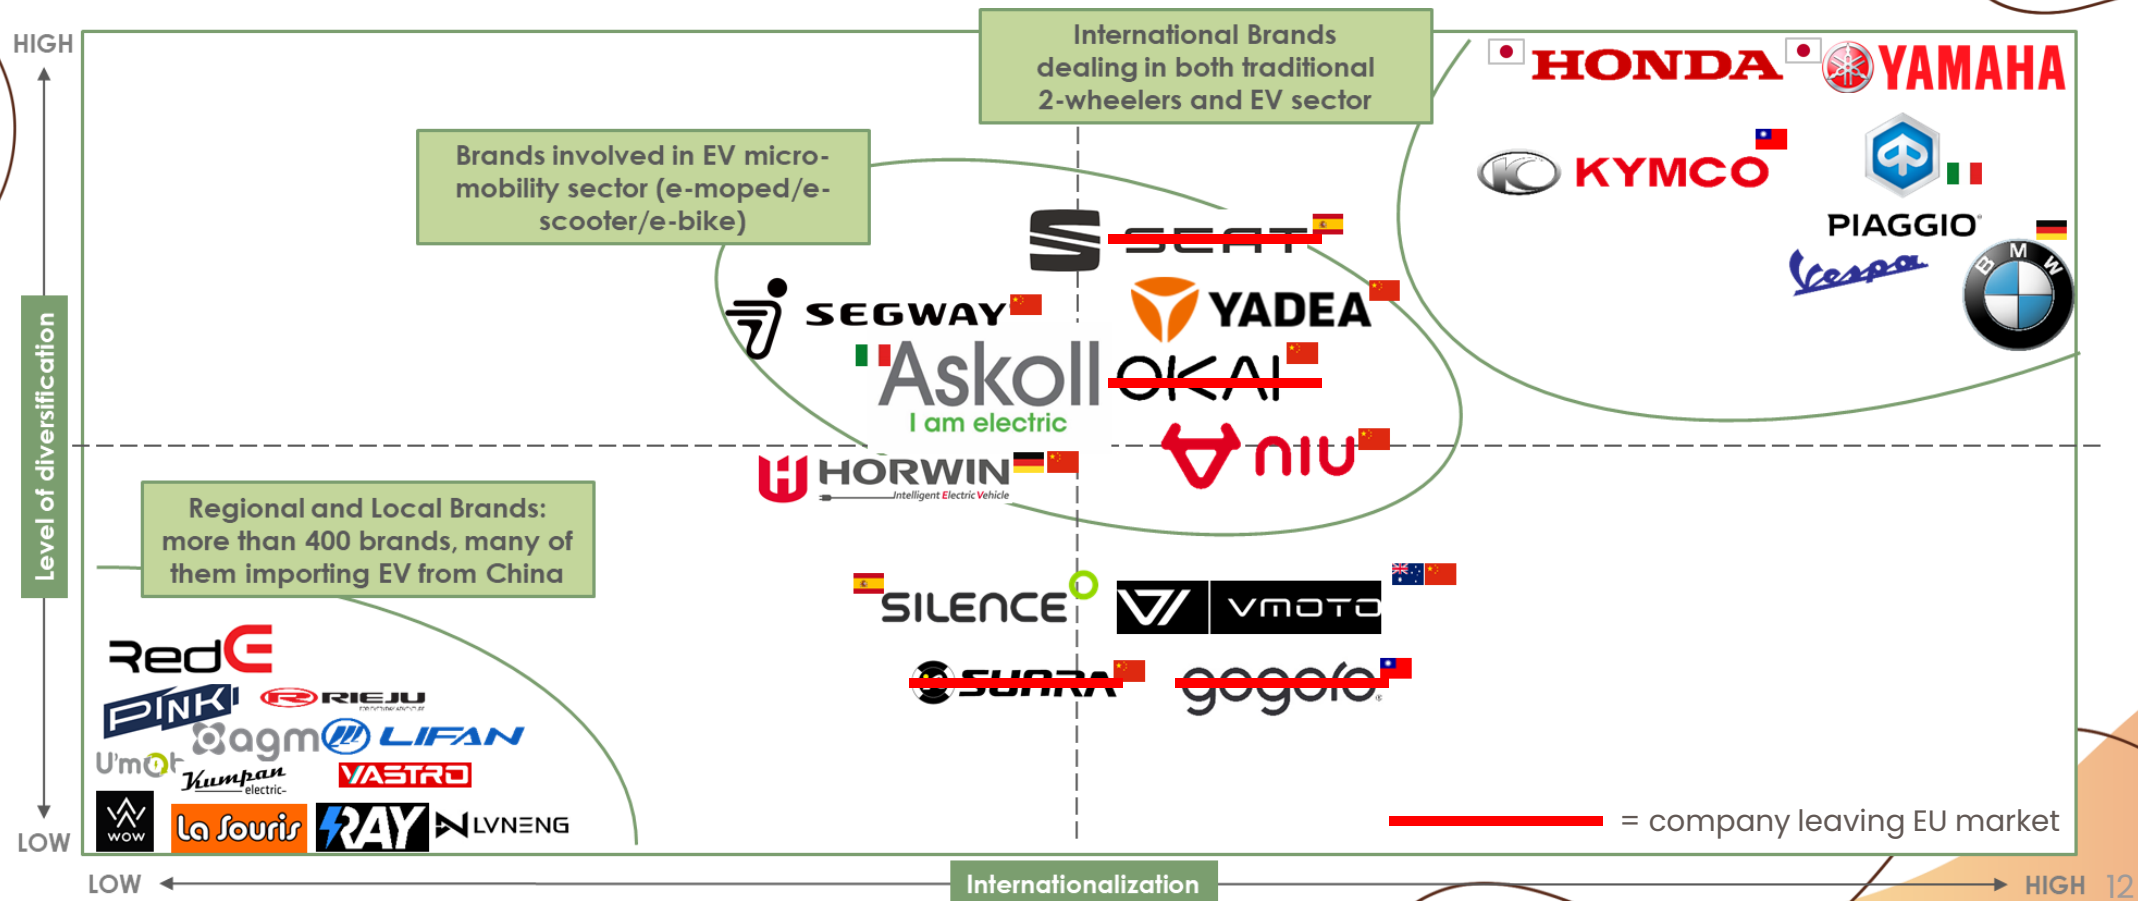 HIGH
International Brands
dealing in both traditional
2-wheelers and EV sector
HONDA
YAMAHA
Brands involved in EV micro-
mobility sector (e-moped/e-
scooter/e-bike)
KYMCO
PIAGGIO
Vespa
BMW
SEAT
SEGWAY
YADEA
Askoll
I am electric
OKAI
NIU
HORWIN
Intelligent Electric Vehicle
Level of diversification
Regional and Local Brands:
more than 400 brands, many of
them importing EV from China
SILENCE
VMOTO
SUNRA
gogoro
RedE
PINK
RIEJU
agm
LIFAN
U'mot
Kumpan
electric
VASTRO
WOW
La Souris
RAY
LVNENG
= company leaving EU market
LOW
LOW
Internationalization
HIGH
12